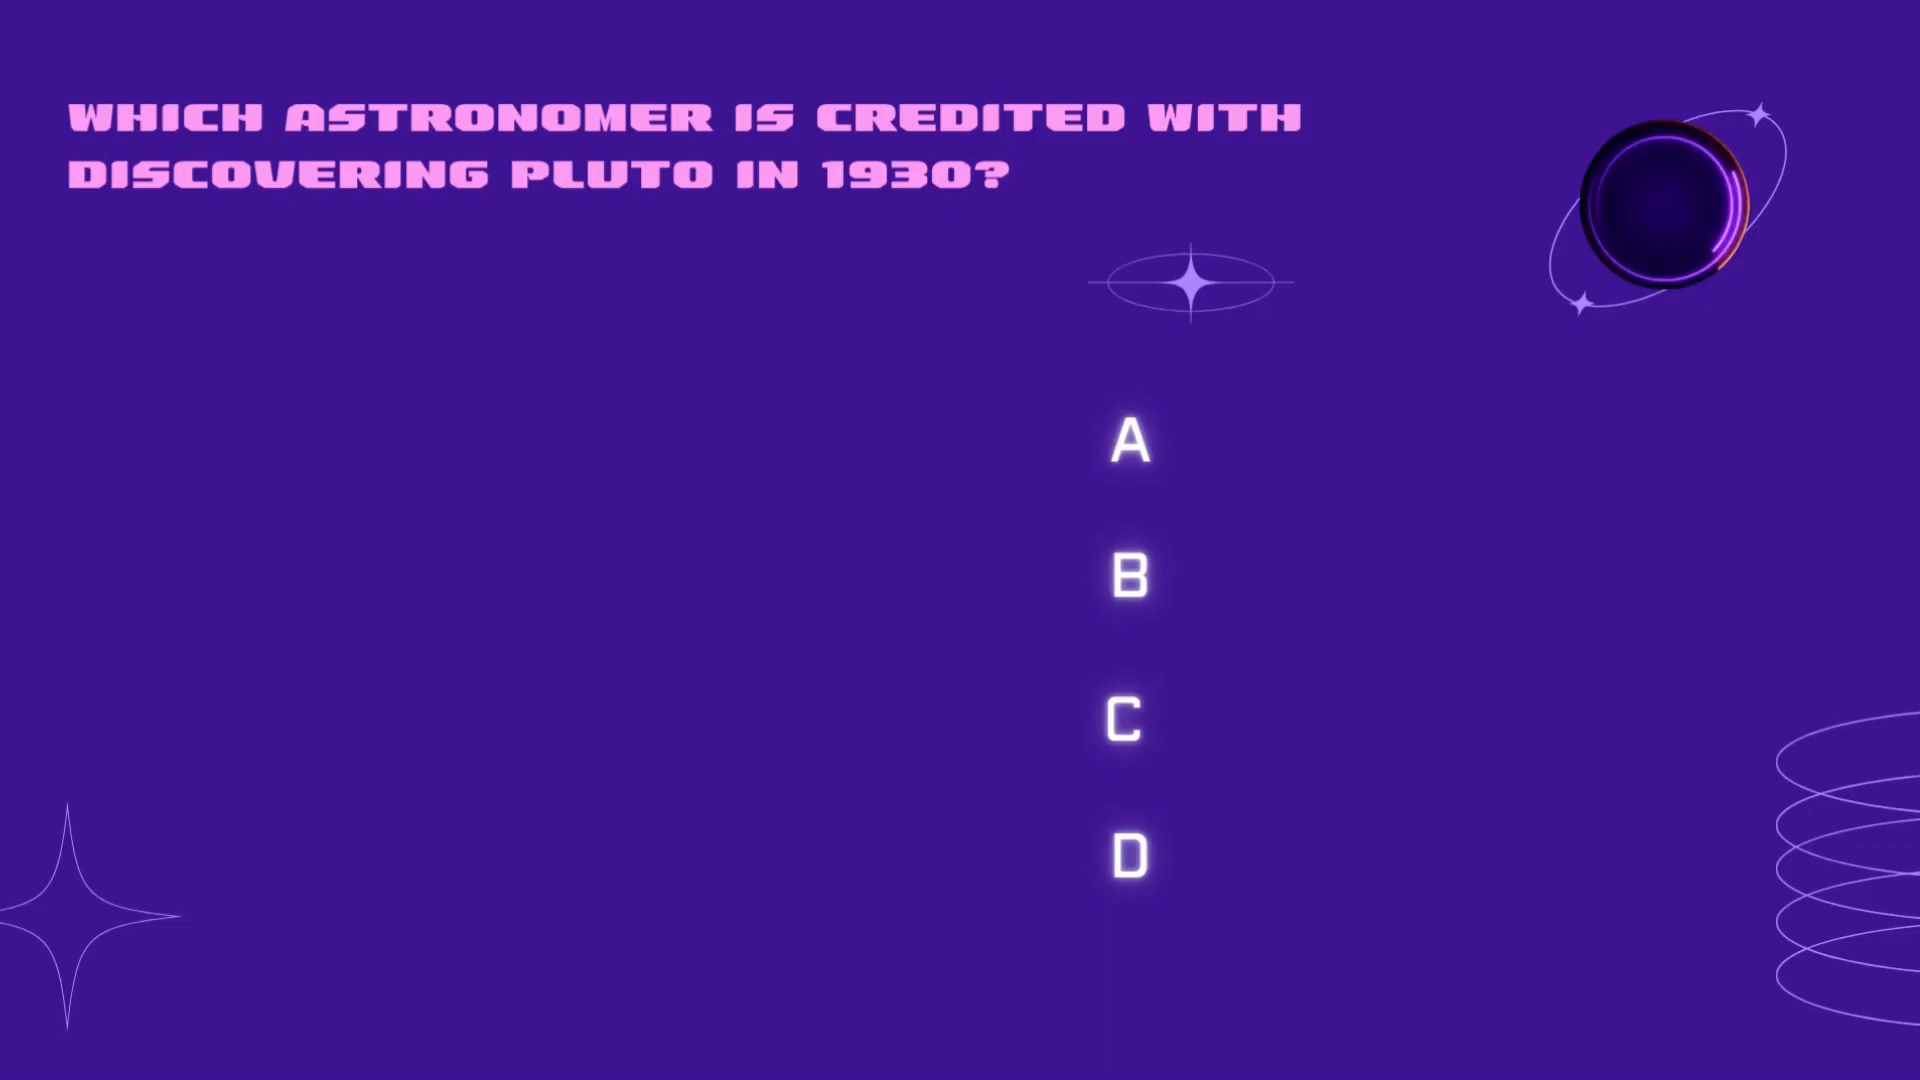 WHICH ASTRONOMER IS CREDITED WITH
DISCOVERING PLUTO IN 1930?
A
B
C
D